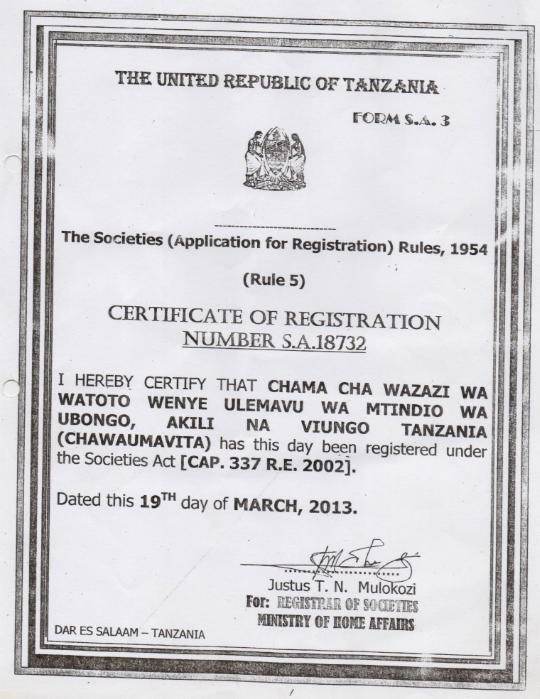 THE UNITED REPUBLIC OF TANZANIA
FORM S.A. 3
The Societies (Application for Registration) Rules, 1954
(Rule 5)
CERTIFICATE OF REGISTRATION
NUMBER S.A.18732
I HEREBY CERTIFY THAT CHAMA CHA WAZAZI WA
WATOTO WENYE ULEMAVU WA MTINDIO WA
UBONGO, AKILI NA VIUNGO TANZANIA
(CHAWAUMAVITA) has this day been registered under
the Societies Act [CAP. 337 R.E. 2002].
Dated this 19TH day of MARCH, 2013.
Justus T. N. Mulokozi
For: REGISTRAR OF SOCIETIES
MINISTRY OF HOME AFFAIRS
DAR ES SALAAM – TANZANIA